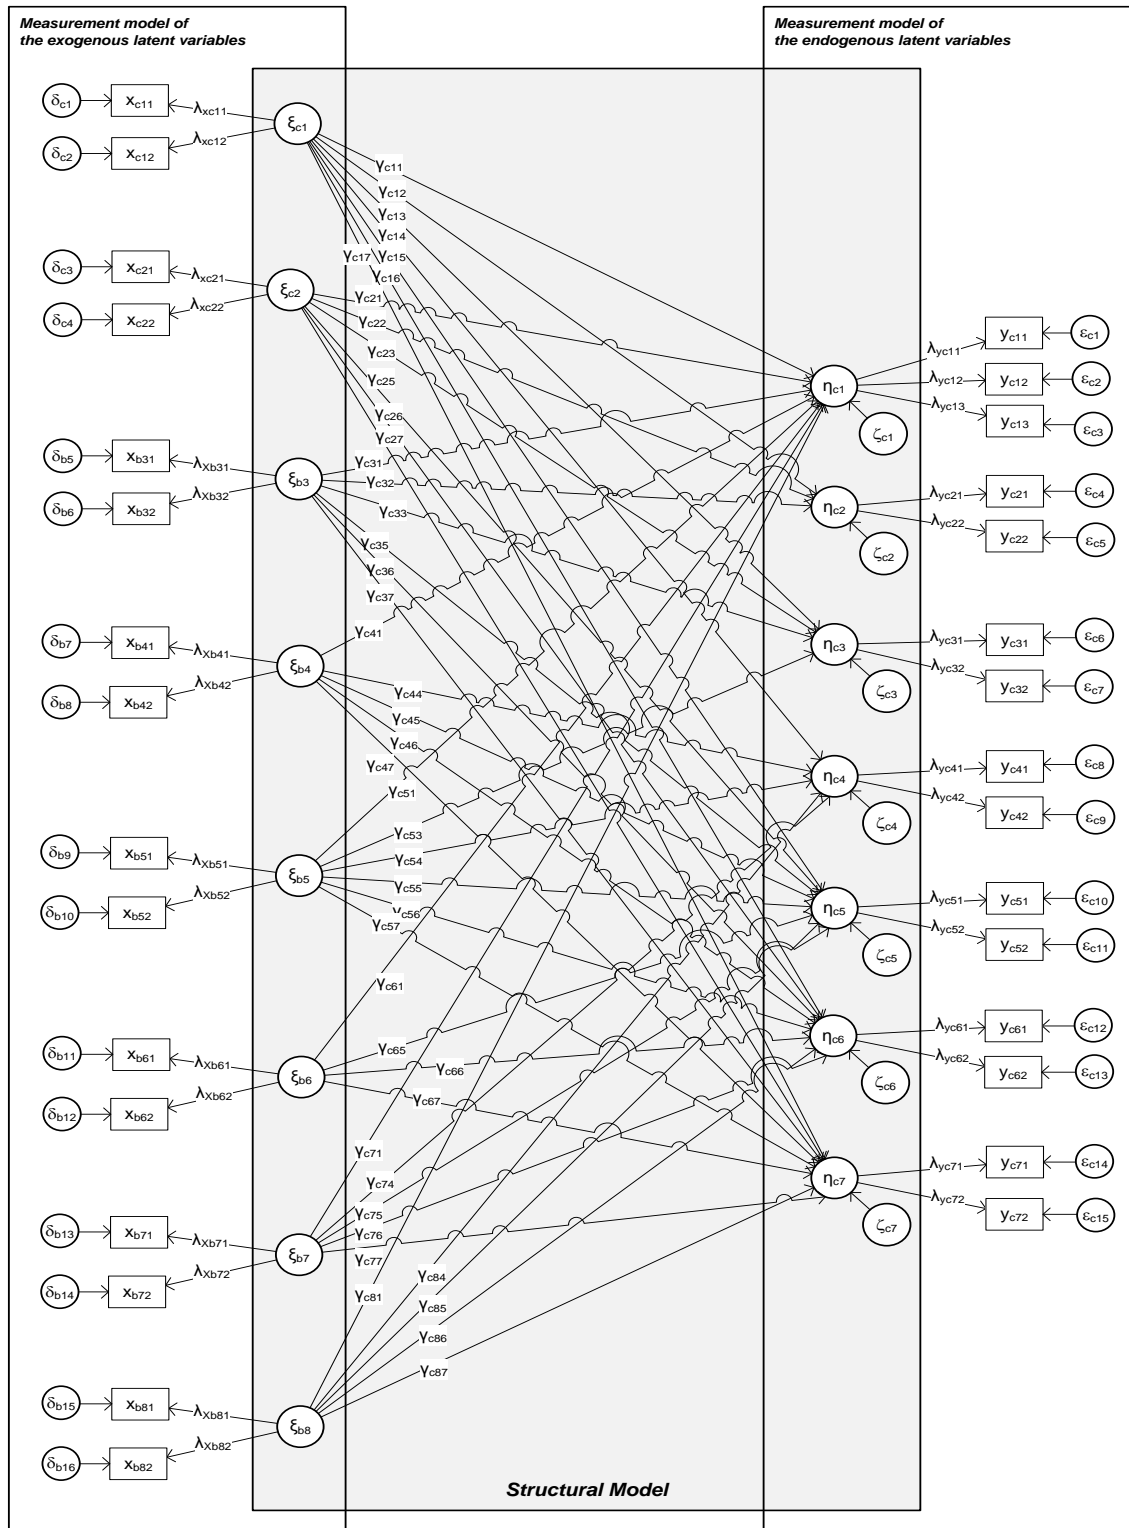 Measurement model of
the exogenous latent variables
Measurement model of
the endogenous latent variables
δc1 xc11 λxc11 ξc1
δc2 xc12 λxc12
δc3 xc21 λxc21 ξc2
δc4 xc22 λxc22
δb5 xb31 λXb31 ξb3
δb6 xb32 λXb32
δb7 xb41 λXb41 ξb4
δb8 xb42 λXb42
δb9 xb51 λXb51 ξb5
δb10 xb52 λXb52
δb11 xb61 λXb61 ξb6
δb12 xb62 λXb62
δb13 xb71 λXb71 ξb7
δb14 xb72 λXb72
δb15 xb81 λXb81 ξb8
δb16 xb82 λXb82
γc11
γc12
γc13
γc14
γc17 γc15
γc16
γc21
γc22
γc23
γc25
γc26
γc27
γc31
γc32
γc33
γc35
γc36
γc37
γc41
γc44
γc45
γc46
γc47
γc51
γc53
γc54
γc55
γc56
γc57
γc61
γc65
γc66
γc67
γc71
γc74
γc75
γc76
γc77
γc81
γc84
γc85
γc86
γc87
ηc1 λyc11 yc11 εc1
λyc12 yc12 εc2
λyc13 yc13 εc3
ζc1
ηc2 λyc21 yc21 εc4
λyc22 yc22 εc5
ζc2
ηc3 λyc31 yc31 εc6
λyc32 yc32 εc7
ζc3
ηc4 λyc41 yc41 εc8
λyc42 yc42 εc9
ζc4
ηc5 λyc51 yc51 εc10
λyc52 yc52 εc11
ζc5
ηc6 λyc61 yc61 εc12
λyc62 yc62 εc13
ζc6
ηc7 λyc71 yc71 εc14
λyc72 yc72 εc15
ζc7
Structural Model